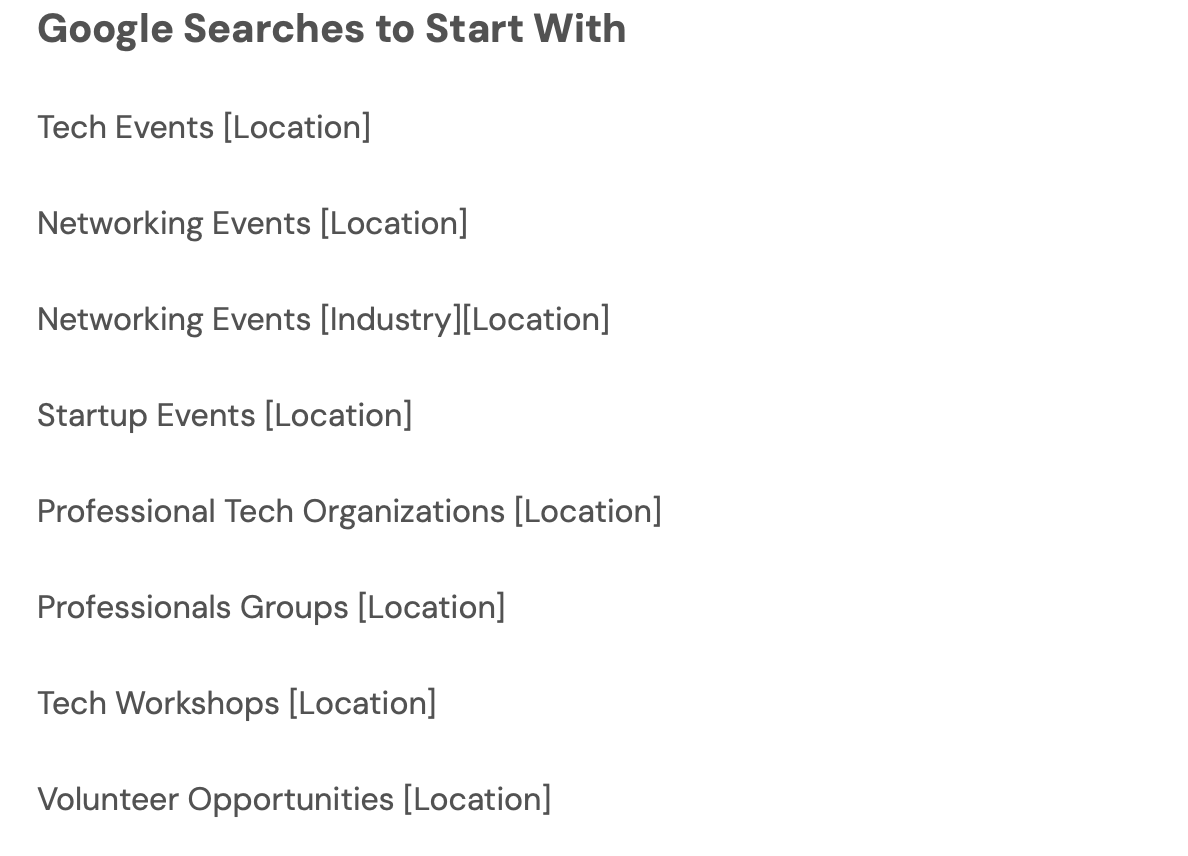 Google Searches to Start With
Tech Events [Location]
Networking Events [Location]
Networking Events [Industry][Location]
Startup Events [Location]
Professional Tech Organizations [Location]
Professionals Groups [Location]
Tech Workshops [Location]
Volunteer Opportunities [Location]